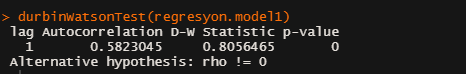 > durbinWatsonTest(regresyon.model1)
lag Autocorrelation D-W Statistic p-value
1 0.5823045 0.8056465 0
Alternative hypothesis: rho != 0